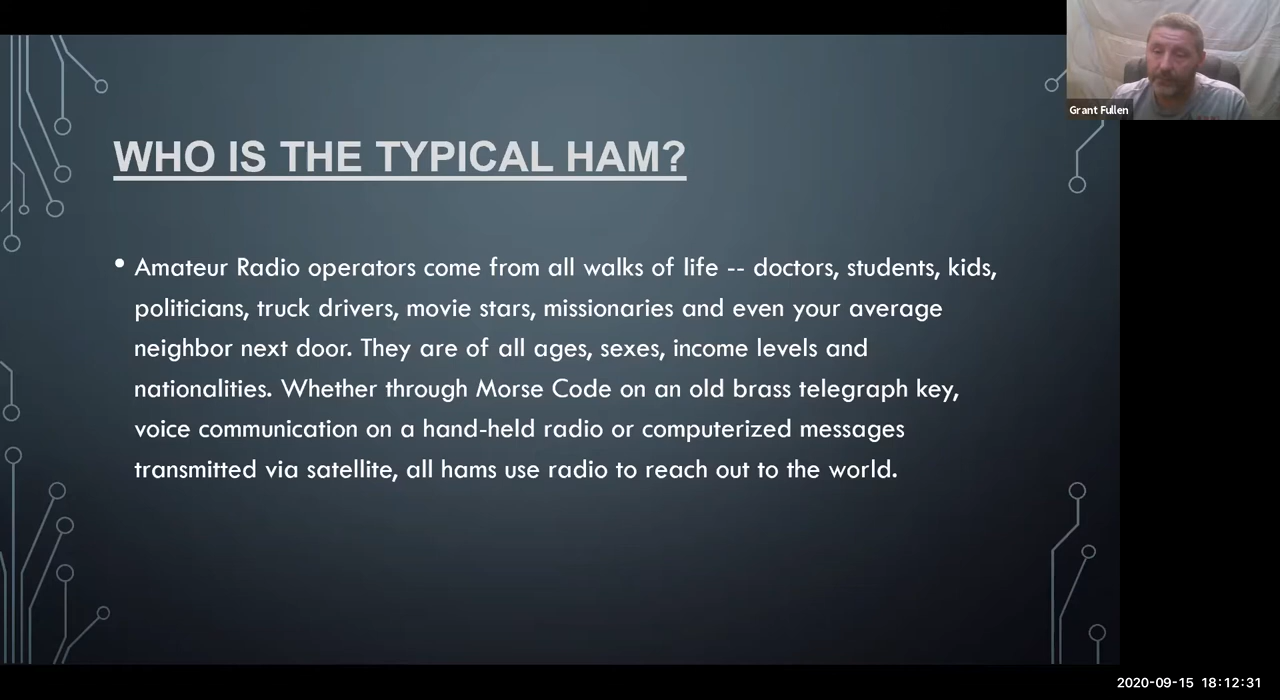 Grant Fullen
WHO IS THE TYPICAL HAM?
• Amateur Radio operators come from all walks of life -- doctors, students, kids,
politicians, truck drivers, movie stars, missionaries and even your average
neighbor next door. They are of all ages, sexes, income levels and
nationalities. Whether through Morse Code on an old brass telegraph key,
voice communication on a hand-held radio or computerized messages
transmitted via satellite, all hams use radio to reach out to the world.
2020-09-15 18:12:31